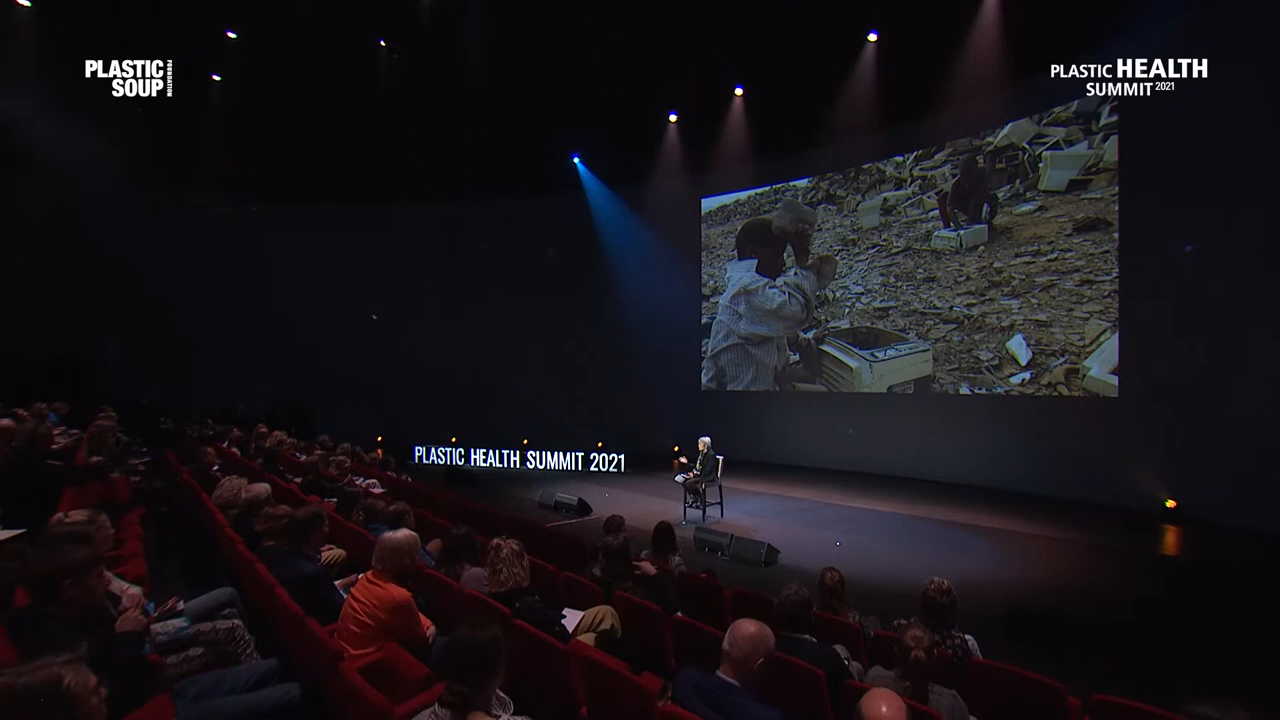 PLASTIC
SOUP
FOUNDATION
PLASTIC HEALTH
SUMMIT 2021
PLASTIC HEALTH SUMMIT 2021